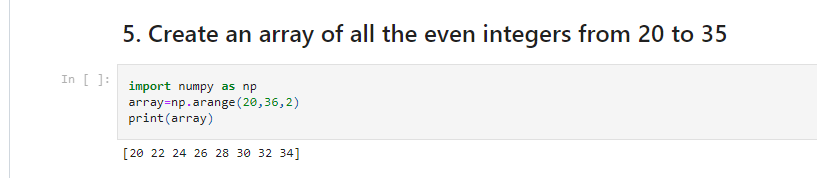 5. Create an array of all the even integers from 20 to 35
In [ ]:
import numpy as np
array=np.arange(20,36,2)
print(array)
[20 22 24 26 28 30 32 34]